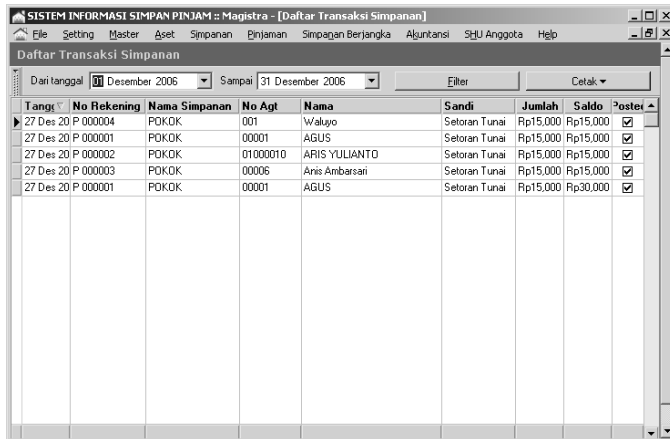 SISTEM INFORMASI SIMPAN PINJAM :: Magistra - [Daftar Transaksi Simpanan]
File Setting Master Aset Simpanan Pinjaman Simpanan Berjangka Akuntansi SHU Anggota Help
Daftar Transaksi Simpanan
Dari tanggal 01 Desember 2006 Sampai 31 Desember 2006 Filter Cetak
Tangg No Rekening Nama Simpanan No Agt Nama Sandi Jumlah Saldo Posted
27 Des 20 P 000004 POKOK 001 Waluyo Setoran Tunai Rp15,000 Rp15,000
27 Des 20 P 000001 POKOK 00001 AGUS Setoran Tunai Rp15,000 Rp15,000
27 Des 20 P 000002 POKOK 01000010 ARIS YULIANTO Setoran Tunai Rp15,000 Rp15,000
27 Des 20 P 000003 POKOK 00006 Anis Ambarsari Setoran Tunai Rp15,000 Rp15,000
27 Des 20 P 000001 POKOK 00001 AGUS Setoran Tunai Rp15,000 Rp30,000